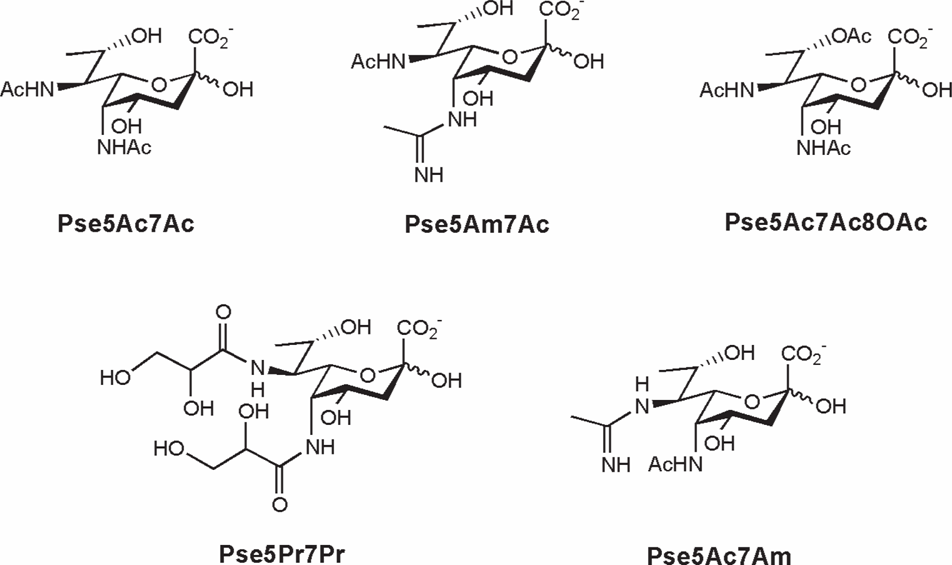 OH
CO2-
O
OH
AcHN
OH
NHAc
Pse5Ac7Ac
OH
CO2-
O
OH
AcHN
OH
NH
NH
Pse5Am7Ac
OAc
CO2-
O
OH
AcHN
OH
NHAc
Pse5Ac7Ac8OAc
O
OH
CO2-
HO
N
H
O
OH
OH
OH
OH
HO
NH
O
Pse5Pr7Pr
OH
CO2-
H
N
O
OH
OH
NH
AcHN
Pse5Ac7Am